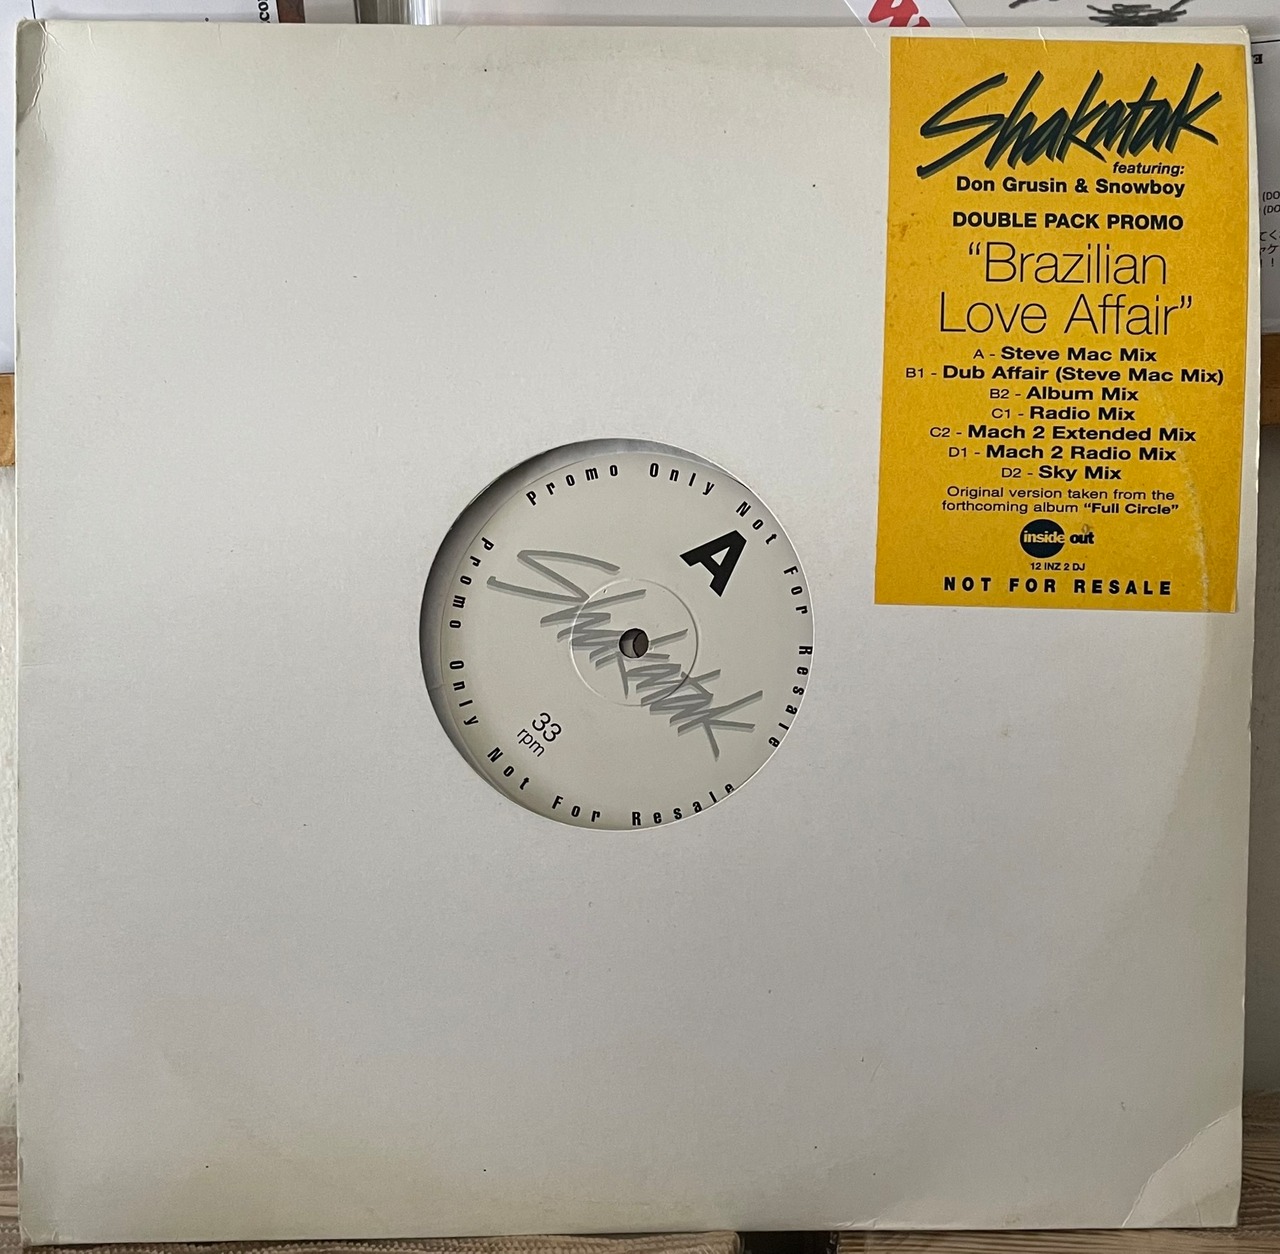 Shakatak
featuring:
Don Grusin & Snowboy
DOUBLE PACK PROMO
“Brazilian
Love Affair”
A - Steve Mac Mix
B1 - Dub Affair (Steve Mac Mix)
B2 - Album Mix
C1 - Radio Mix
C2 - Mach 2 Extended Mix
D1 - Mach 2 Radio Mix
D2 - Sky Mix
Original version taken from the
forthcoming album “Full Circle”
inside out
12 INZ 2 DJ
NOT FOR RESALE
Promo Only Not For Resale
Promo Only Not For Resale
A
Shakatak
33
rpm